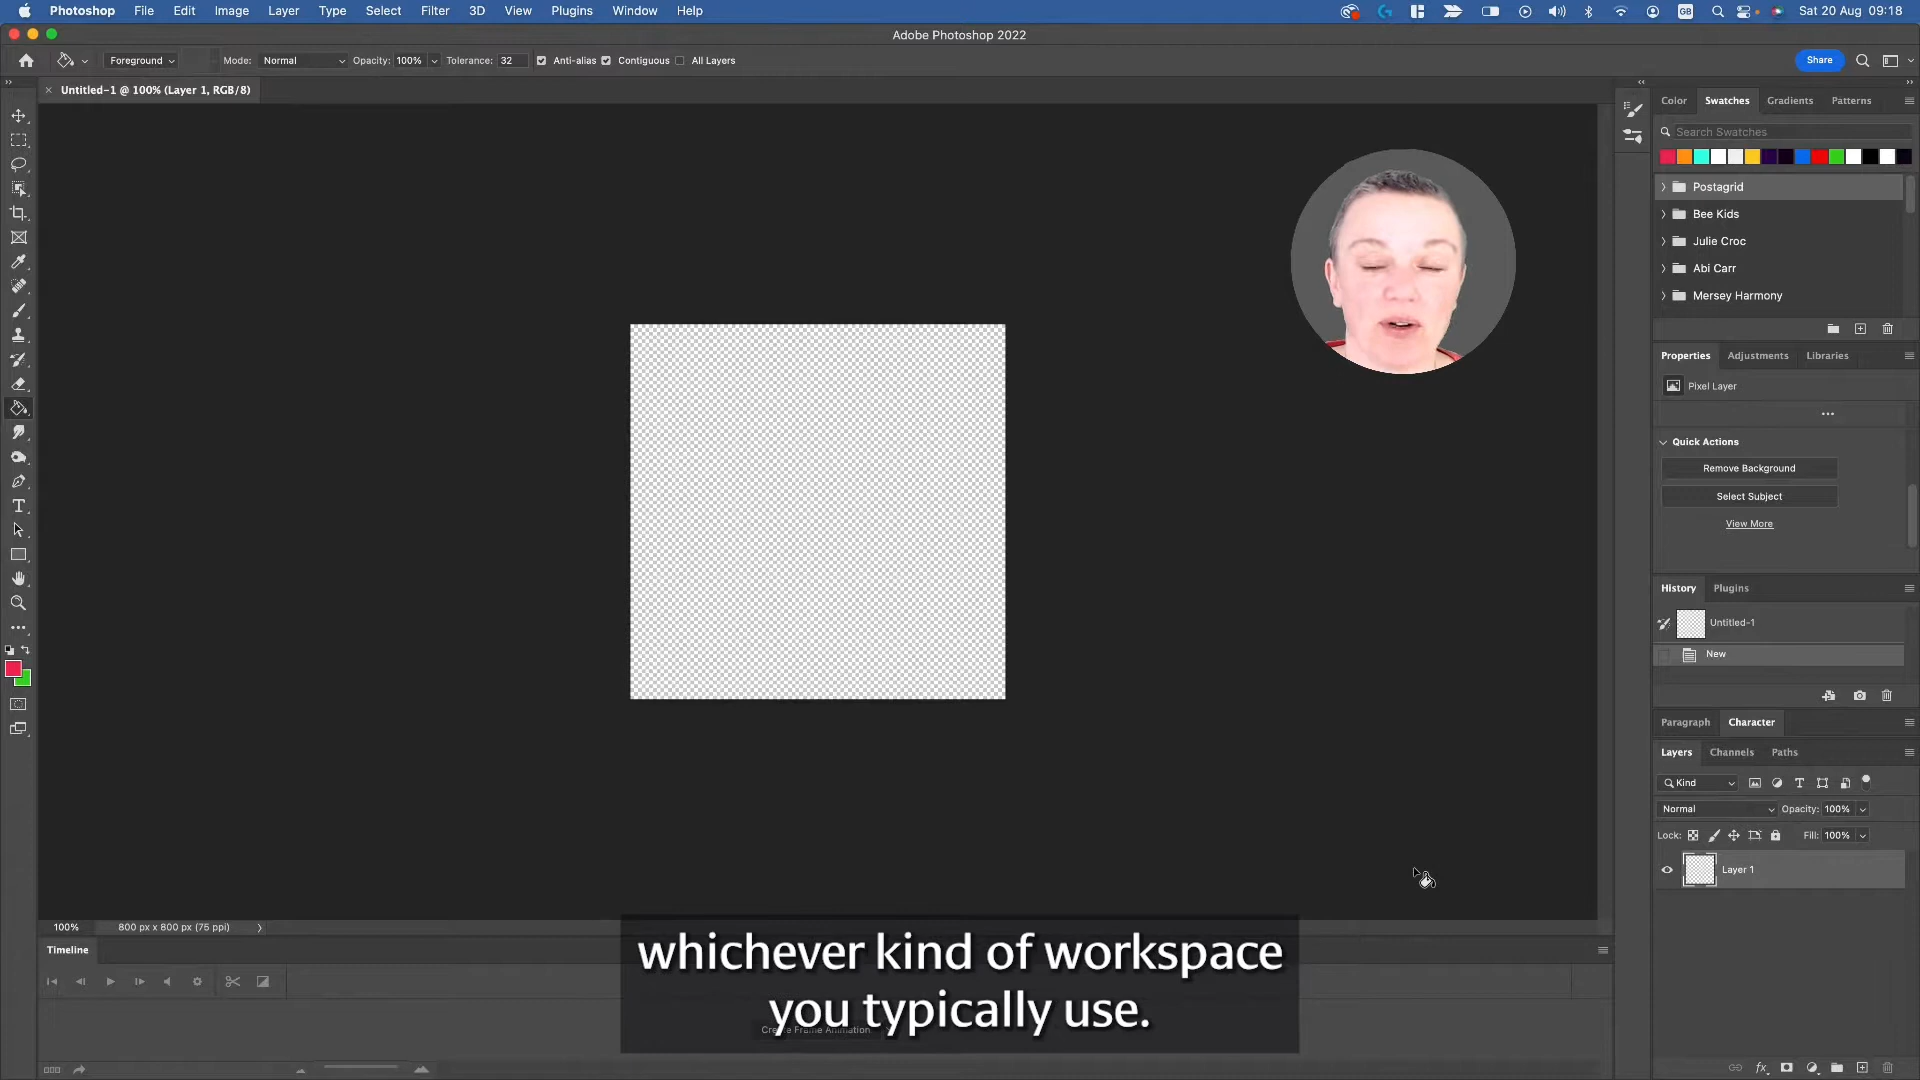 Photoshop File Edit Image Layer Type Select Filter 3D View Plugins Window Help GB Sat 20 Aug 09:18
Adobe Photoshop 2022
Foreground Mode: Normal Opacity: 100% Tolerance: 32 Anti-alias Contiguous All Layers Share
Untitled-1 @ 100% (Layer 1, RGB/8)
Color Swatches Gradients Patterns
Search Swatches
Postagrid
Bee Kids
Julie Croc
Abi Carr
Mersey Harmony
Properties Adjustments Libraries
Pixel Layer
Quick Actions
Remove Background
Select Subject
View More
History Plugins
Untitled-1
New
Paragraph Character
Layers Channels Paths
Kind
Normal Opacity: 100%
Lock: Fill: 100%
Layer 1
100% 800 px x 800 px (75 ppi)
Timeline
Create Frame Animation
whichever kind of workspace
you typically use.